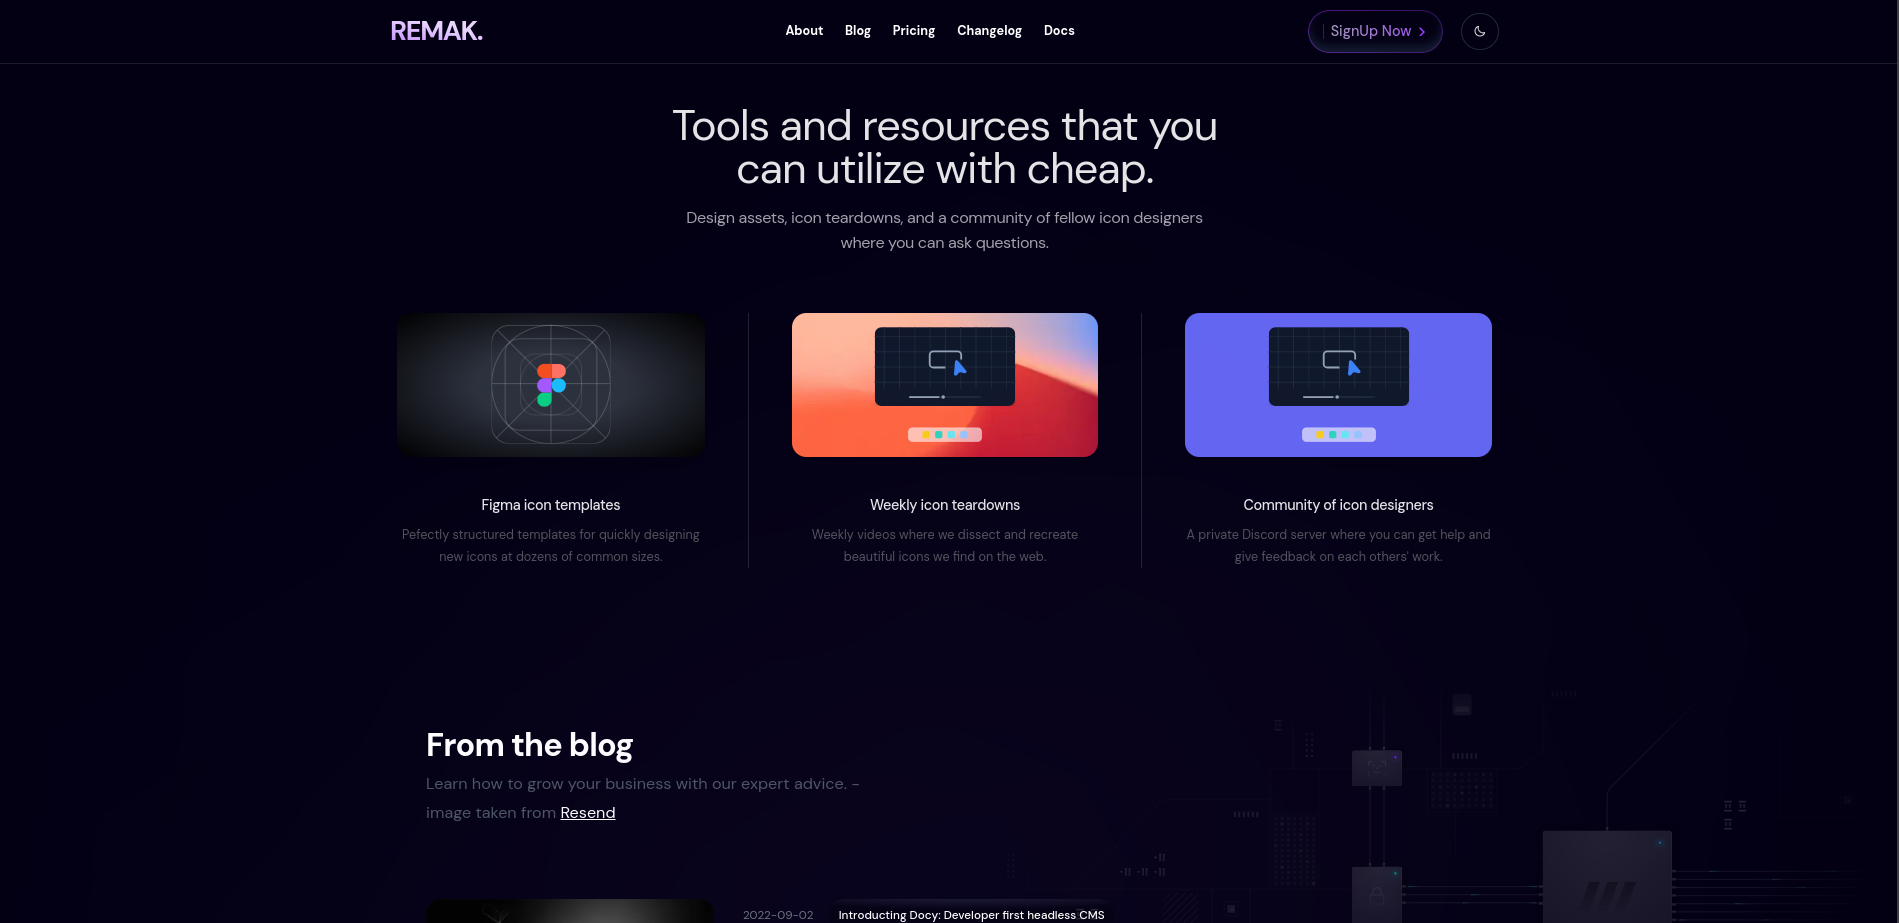 REMAK.
About Blog Pricing Changelog Docs
SignUp Now
Tools and resources that you
can utilize with cheap.
Design assets, icon teardowns, and a community of fellow icon designers
where you can ask questions.
Figma icon templates
Pefectly structured templates for quickly designing
new icons at dozens of common sizes.
Weekly icon teardowns
Weekly videos where we dissect and recreate
beautiful icons we find on the web.
Community of icon designers
A private Discord server where you can get help and
give feedback on each others' work.
From the blog
Learn how to grow your business with our expert advice. -
image taken from Resend
2022-09-02
Introducting Docy: Developer first headless CMS